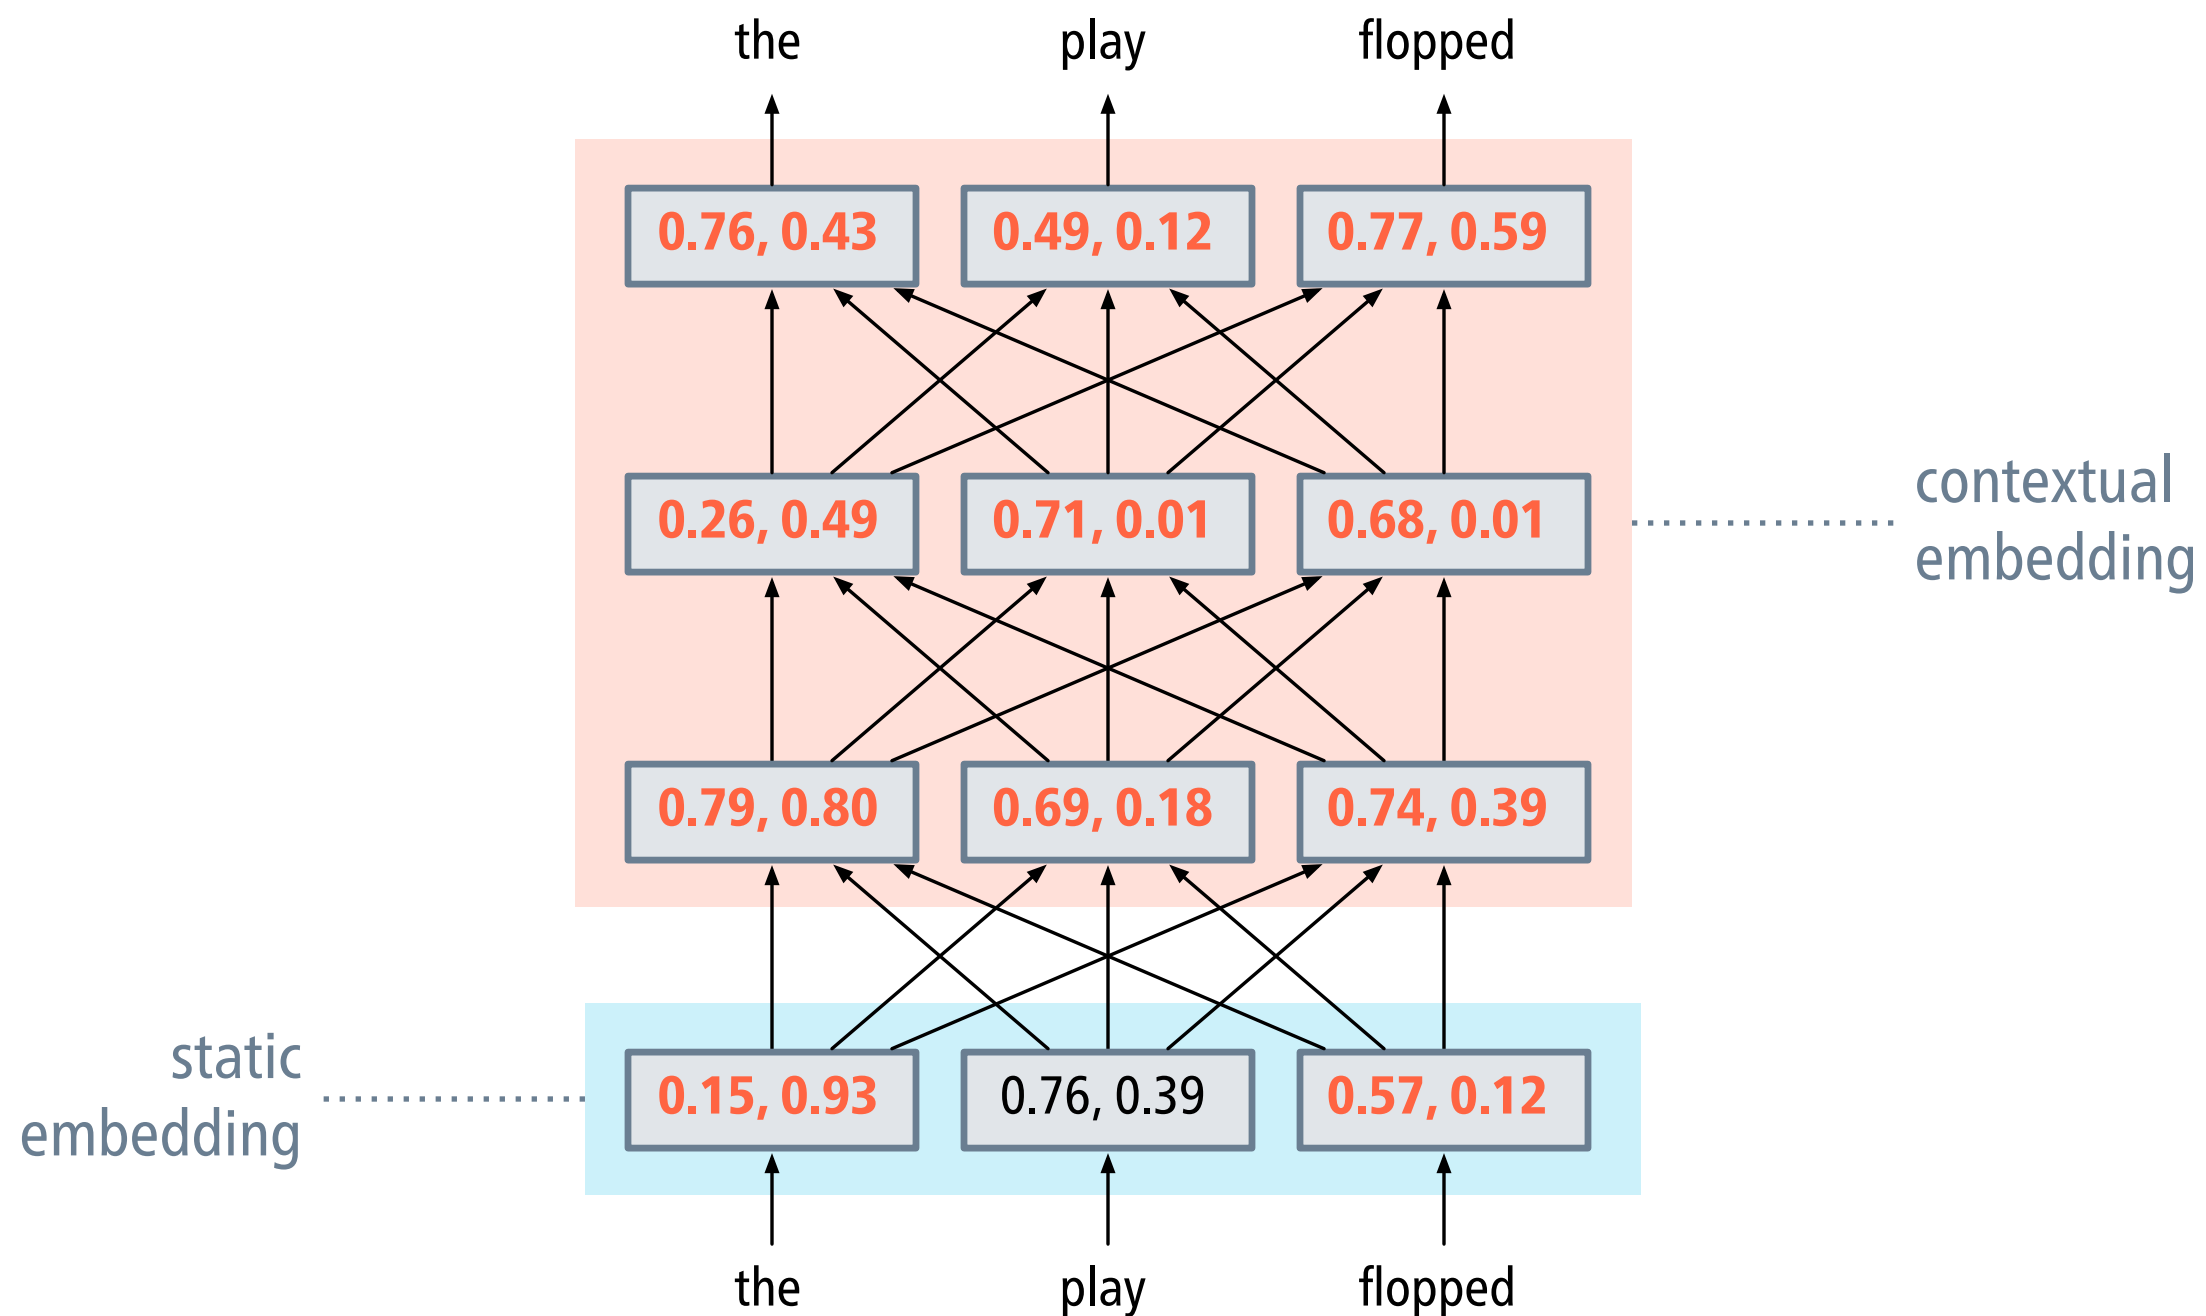 the play flopped
0.76, 0.43 0.49, 0.12 0.77, 0.59
0.26, 0.49 0.71, 0.01 0.68, 0.01
contextual
embedding
0.79, 0.80 0.69, 0.18 0.74, 0.39
static
embedding
0.15, 0.93 0.76, 0.39 0.57, 0.12
the play flopped